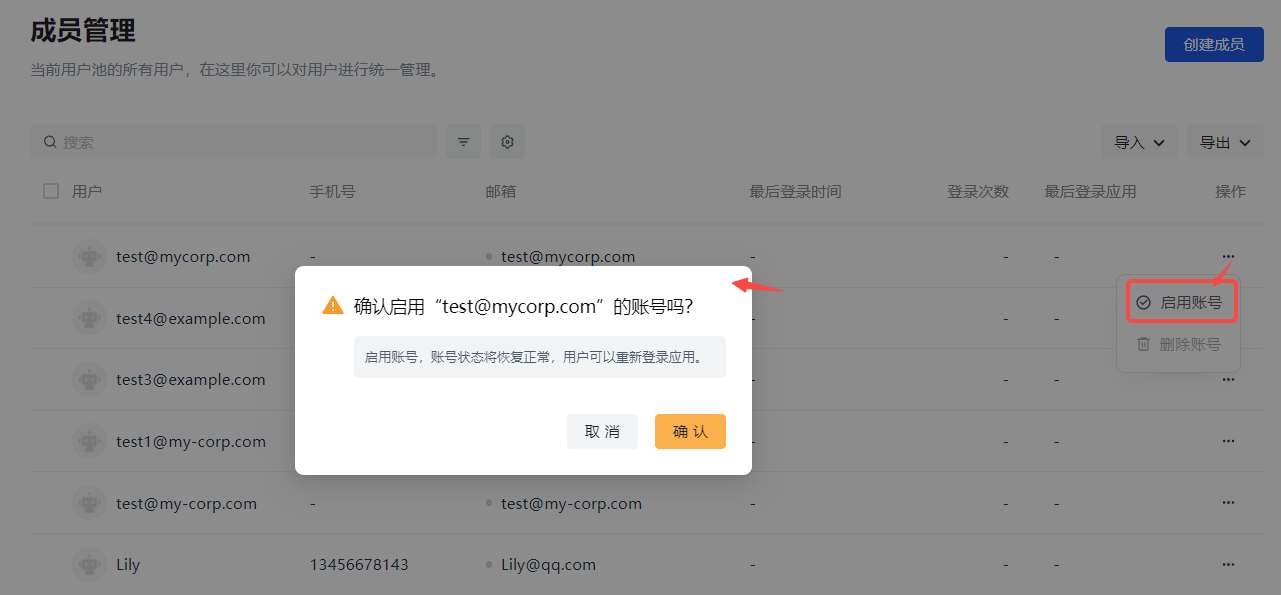 成员管理
创建成员
当前用户池的所有用户，在这里你可以对用户进行统一管理。
搜索
导入
导出
用户 手机号 邮箱 最后登录时间 登录次数 最后登录应用 操作
test@mycorp.com - test@mycorp.com - - - ...
确认启用“test@mycorp.com”的账号吗？
启用账号，账号状态将恢复正常，用户可以重新登录应用。
取 消
确 认
启用账号
删除账号
test4@example.com - -
test3@example.com - - - ...
test1@my-corp.com - - - ...
test@my-corp.com - test@my-corp.com - - - ...
Lily 13456678143 Lily@qq.com - - - ...